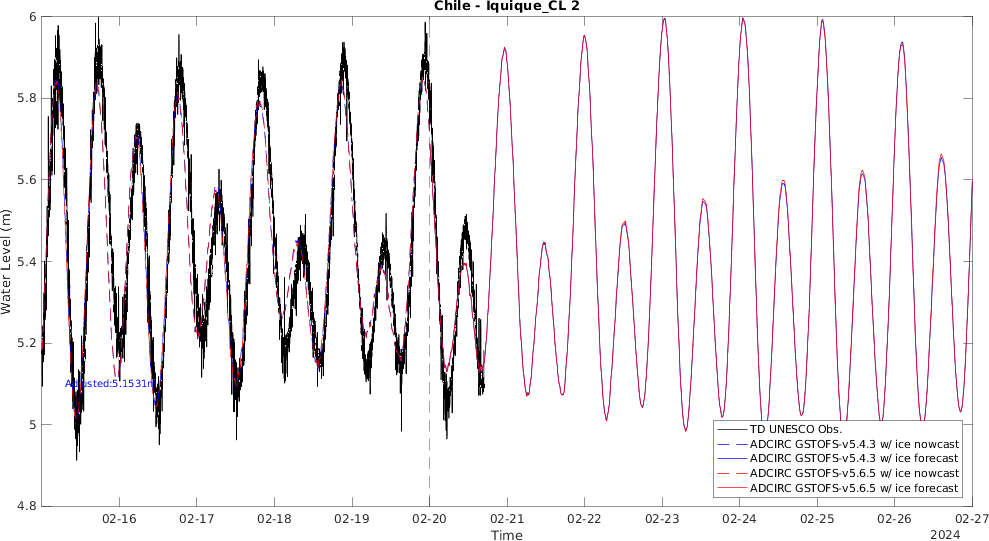 Chile - Iquique_CL 2
6
5.8
5.6
5.4
5.2
5
4.8
Water Level (m)
Adjusted:5.1531m
TD UNESCO Obs.
ADCIRC GSTOFS-v5.4.3 w/ ice nowcast
ADCIRC GSTOFS-v5.4.3 w/ ice forecast
ADCIRC GSTOFS-v5.6.5 w/ ice nowcast
ADCIRC GSTOFS-v5.6.5 w/ ice forecast
02-16 02-17 02-18 02-19 02-20 02-21 02-22 02-23 02-24 02-25 02-26 02-27
Time
2024